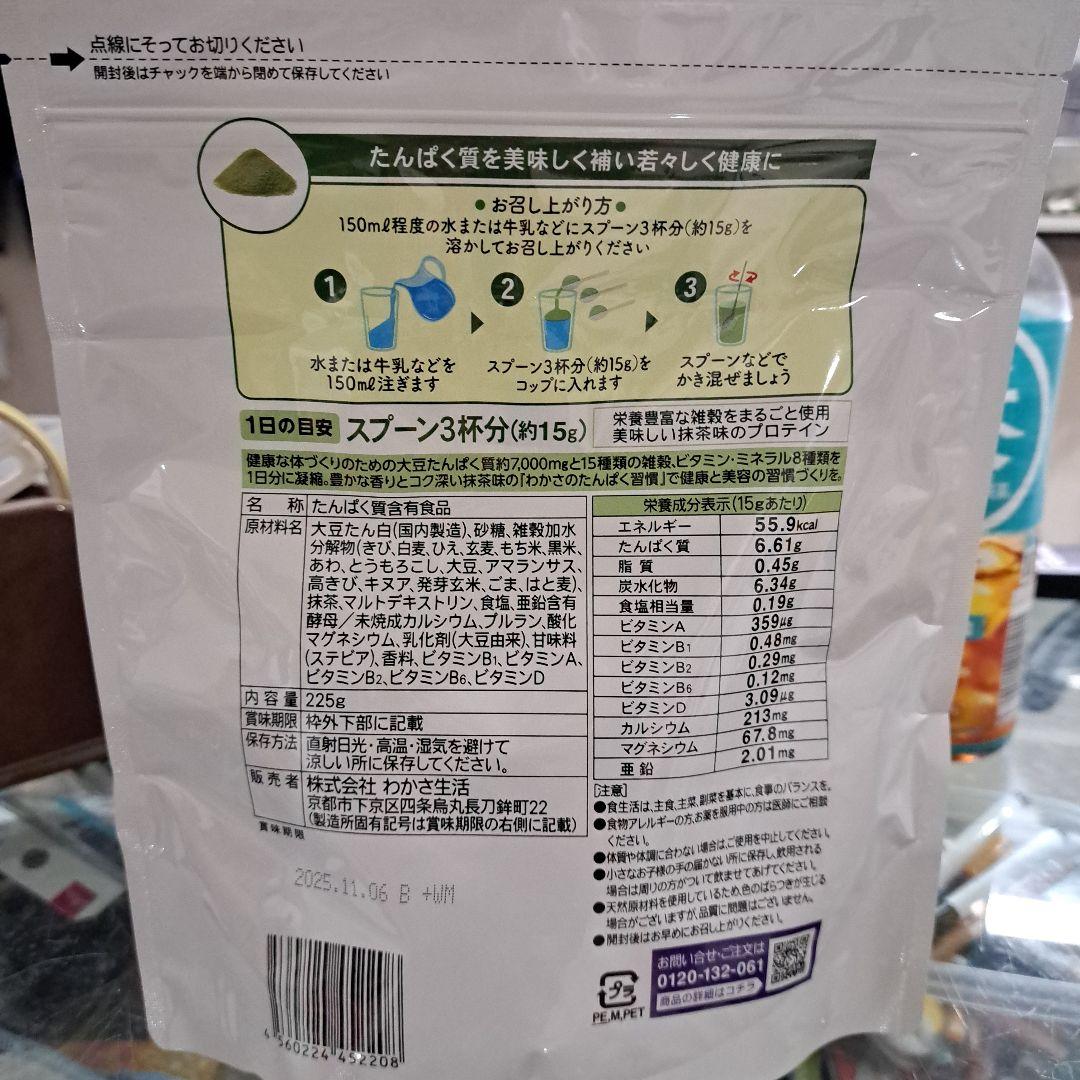 点線にそってお切りください
開封後はチャックを端から閉めて保存してください
たんぱく質を美味しく補い若々しく健康に
●お召し上がり方●
150mℓ程度の水または牛乳などにスプーン3杯分(約15g)を
溶かしてお召し上がりください
1
2
3
水または牛乳などを
150mℓ注ぎます
スプーン3杯分(約15g)を
コップに入れます
スプーンなどで
かき混ぜましょう
1日の目安 スプーン3杯分(約15g)
栄養豊富な雑穀をまるごと使用
美味しい抹茶味のプロテイン
健康な体づくりのための大豆たんぱく質約7,000mgと15種類の雑穀、ビタミン・ミネラル8種類を
1日分に凝縮。豊かな香りとコク深い抹茶味の「わかさのたんぱく習慣」で健康と美容の習慣づくりを。
名 称 たんぱく質含有食品
原材料名 大豆たん白(国内製造)、砂糖、雑穀加水
分解物(きび、白麦、ひえ、玄麦、もち米、黒米、
あわ、とうもろこし、大豆、アマランサス、
高きび、キヌア、発芽玄米、ごま、はと麦)、
抹茶、マルトデキストリン、食塩、亜鉛含有
酵母／未焼成カルシウム、プルラン、酸化
マグネシウム、乳化剤(大豆由来)、甘味料
(ステビア)、香料、ビタミンB1、ビタミンA、
ビタミンB2、ビタミンB6、ビタミンD
内容量 225g
賞味期限 枠外下部に記載
保存方法 直射日光・高温・湿気を避けて
涼しい所に保存してください。
販売者 株式会社 わかさ生活
京都市下京区四条烏丸長刀鉾町22
(製造所固有記号は賞味期限の右側に記載)
賞味期限
2025.11.06 B +WM
4560224452208
栄養成分表示(15gあたり)
エネルギー 55.9kcal
たんぱく質 6.61g
脂質 0.45g
炭水化物 6.34g
食塩相当量 0.19g
ビタミンA 359μg
ビタミンB1 0.48mg
ビタミンB2 0.29mg
ビタミンB6 0.12mg
ビタミンD 3.09μg
カルシウム 213mg
マグネシウム 67.8mg
亜鉛 2.01mg
[注意]
●食生活は、主食、主菜、副菜を基本に、食事のバランスを。
●食物アレルギーの方、お薬を服用中の方は医師にご相談
ください。
●体質や体調に合わない場合は、ご使用を中止してください。
●小さなお子様の手の届かない所に保存し、飲用される
場合は周りの方がついて飲ませてあげてください。
●天然原材料を使用しているため、色のばらつきが生じる
場合がございますが、品質に問題はございません。
●開封後はお早めにお召し上がりください。
プラ
PE,M,PET
お問い合せ・ご注文は
0120-132-061
商品の詳細はコチラ